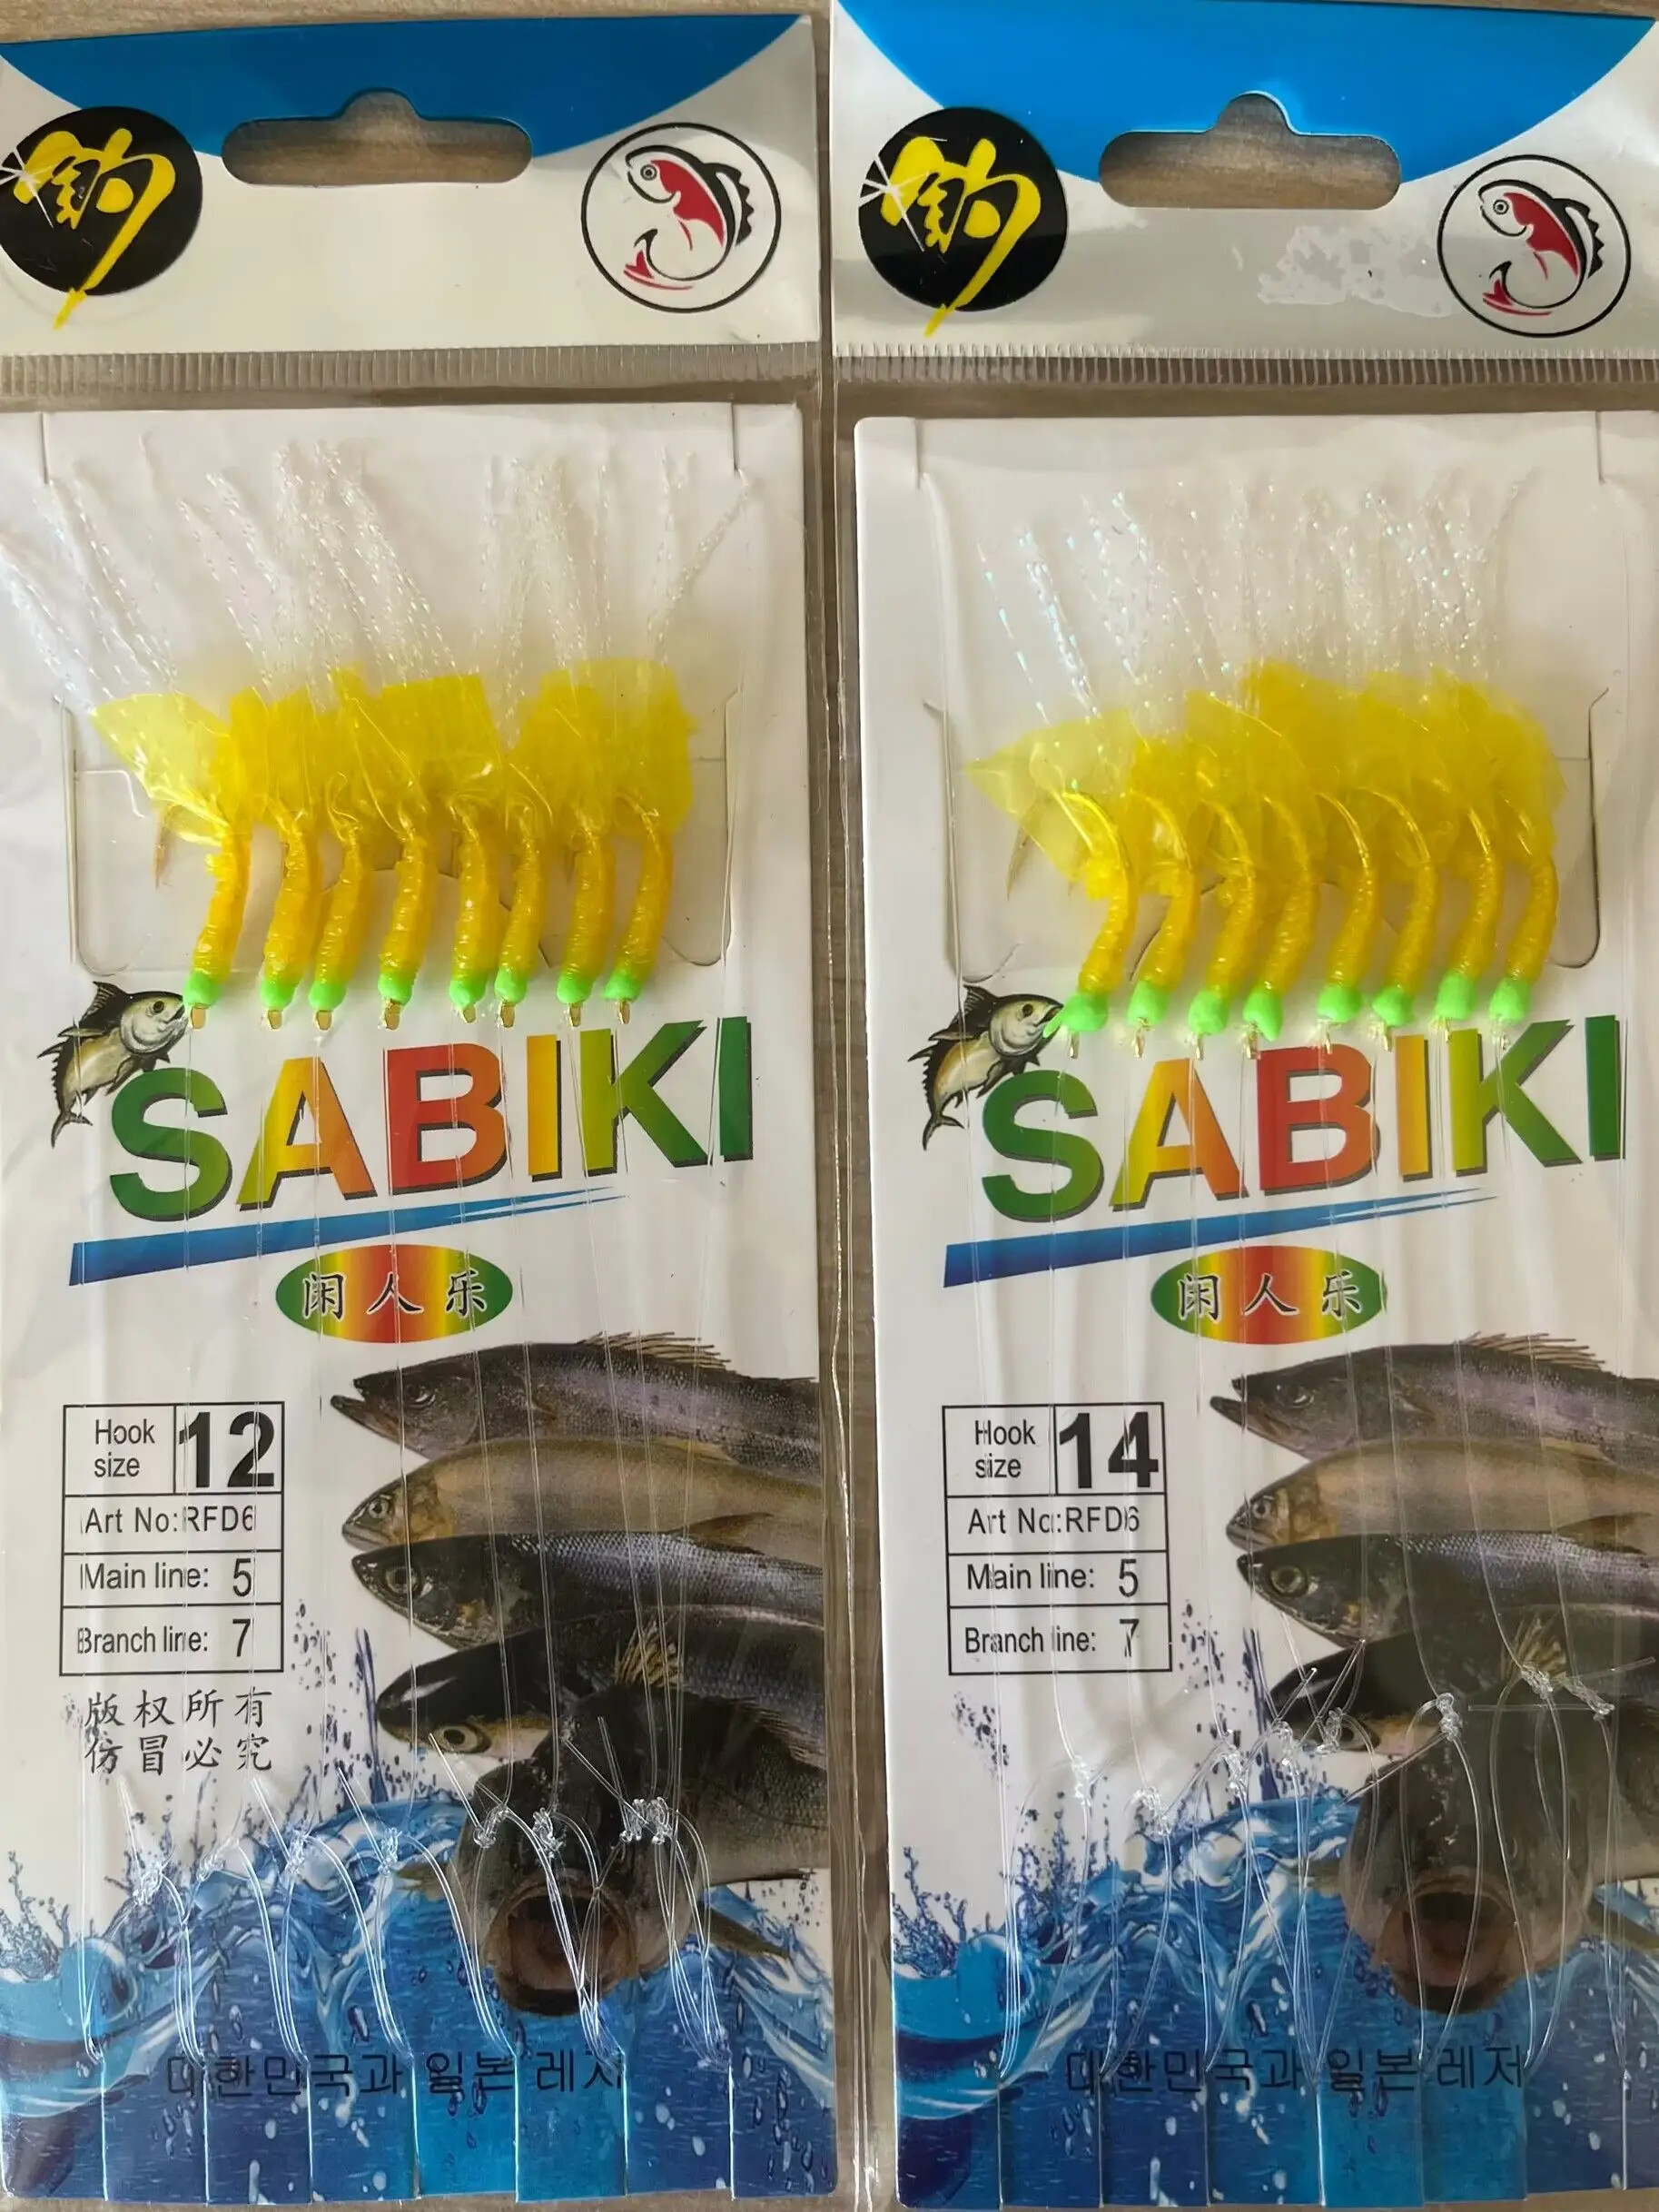 钓
SABIKI
闲人乐
Hook size 12
Art No:RFD6
Main line: 5
Branch line: 7
版权所有
仿冒必究
대한민국과 일본 레저
钓
SABIKI
闲人乐
Hook size 14
Art No:RFD6
Main line: 5
Branch line: 7
대한민국과 일본 레저